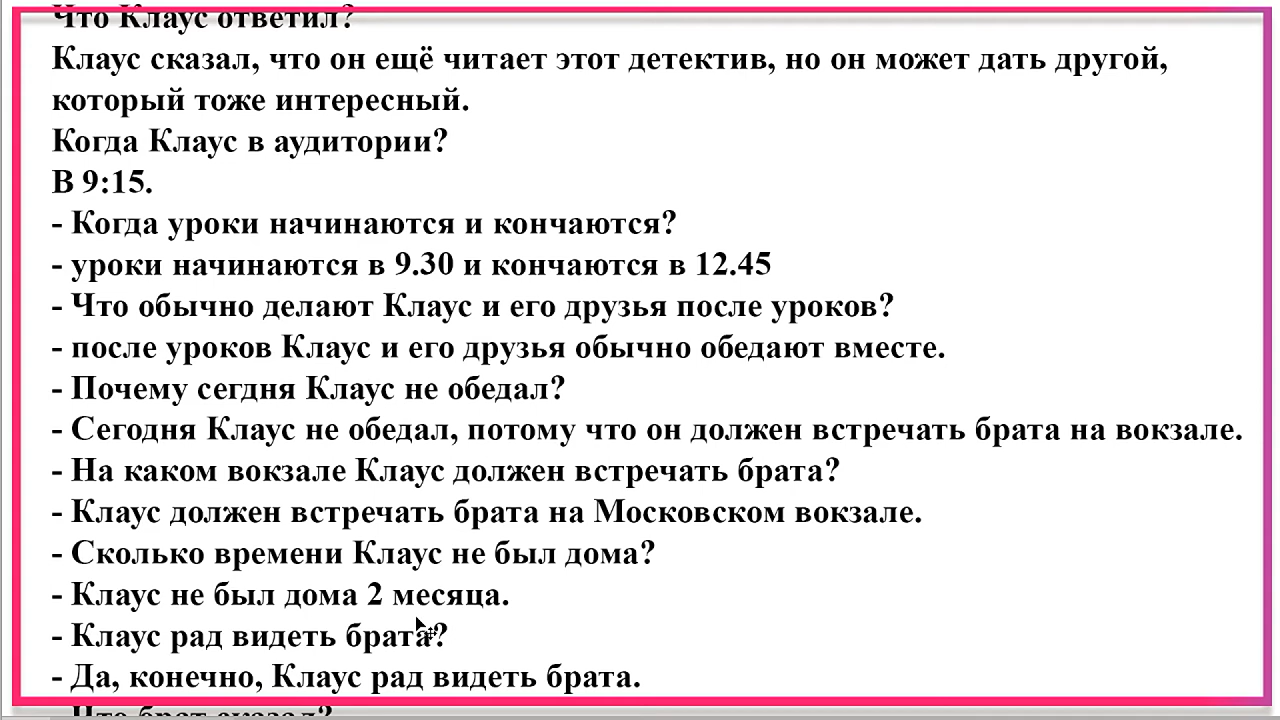 Что Клаус ответил?
Клаус сказал, что он ещё читает этот детектив, но он может дать другой,
который тоже интересный.
Когда Клаус в аудитории?
В 9:15.
- Когда уроки начинаются и кончаются?
- уроки начинаются в 9.30 и кончаются в 12.45
- Что обычно делают Клаус и его друзья после уроков?
- после уроков Клаус и его друзья обычно обедают вместе.
- Почему сегдня Клаус не обедал?
- Сегодня Клаус не обедал, потому что он должен встречать брата на вокзале.
- На каком вокзале Клаус должен встречать брата?
- Клаус должен встречать брата на Московском вокзале.
- Сколько времени Клаус не был дома?
- Клаус не был дома 2 месяца.
- Клаус рад видеть брата?
- Да, конечно, Клаус рад видеть брата.
- Что брат сказал?